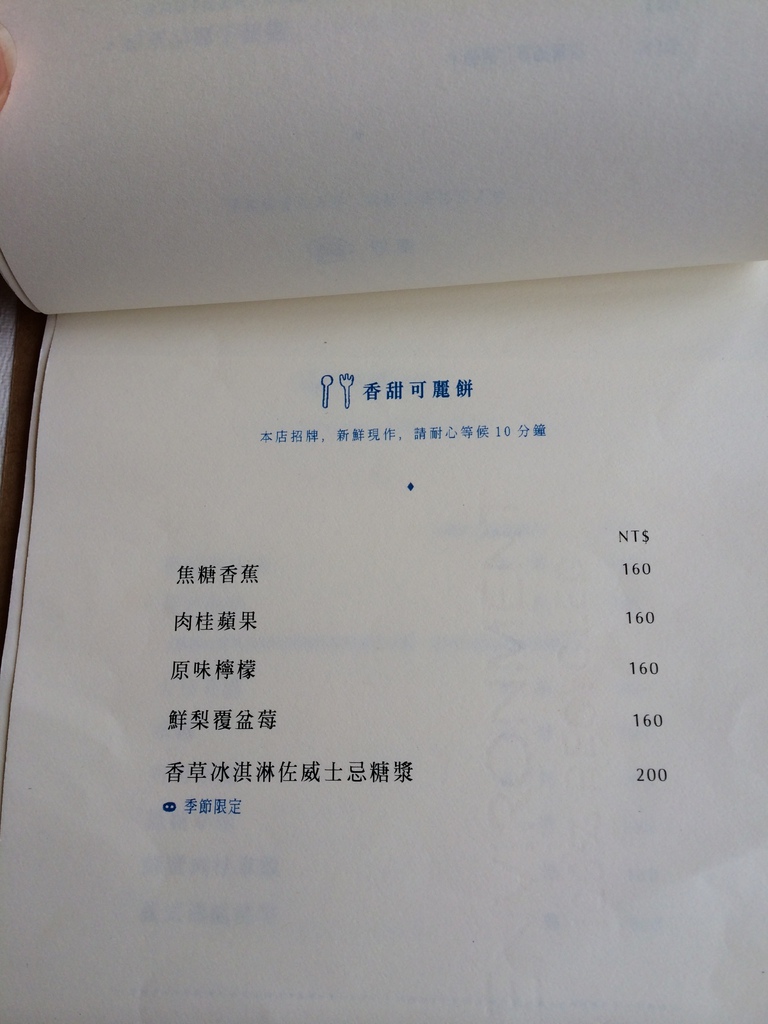 香甜可麗餅
本店招牌, 新鮮現作, 請耐心等候 10 分鐘
NT$
焦糖香蕉 160
肉桂蘋果 160
原味檸檬 160
鮮梨覆盆莓 160
香草冰淇淋佐威士忌糖漿 200
季節限定